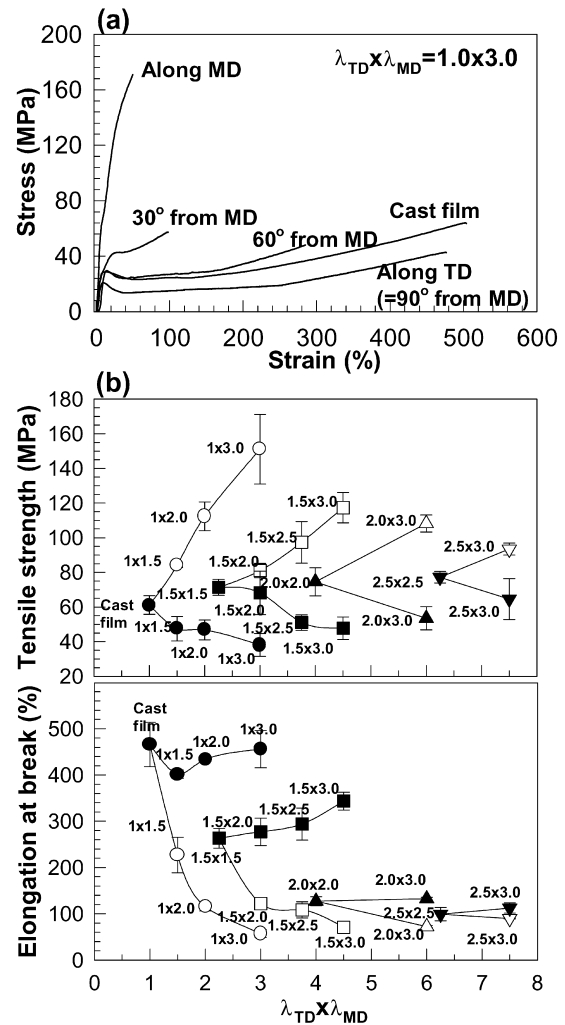 (a)
200
160
120
80
40
0
Stress (MPa)
λTDxλMD=1.0x3.0
Along MD
30o from MD
60o from MD
Cast film
Along TD
(=90o from MD)
0 100 200 300 400 500 600
Strain (%)
(b)
180
160
140
120
100
80
60
40
20
Tensile strength (MPa)
1x3.0
1x2.0
1x1.5
Cast
film
1x1.5
1x2.0
1x3.0
1.5x3.0
1.5x2.5
1.5x2.0
1.5x1.5
1.5x2.0
1.5x2.5
1.5x3.0
2.0x3.0
2.0x2.0
2.0x3.0
2.5x3.0
2.5x2.5
2.5x3.0
500
400
300
200
100
0
Elongation at break (%)
Cast
film
1x1.5
1x2.0
1x3.0
1x1.5
1x2.0
1x3.0
1.5x3.0
1.5x2.5
1.5x2.0
1.5x1.5
1.5x2.0
1.5x2.5
1.5x3.0
2.0x2.0
2.0x3.0
2.0x3.0
2.5x3.0
2.5x2.5
2.5x3.0
0 1 2 3 4 5 6 7 8
λTDxλMD